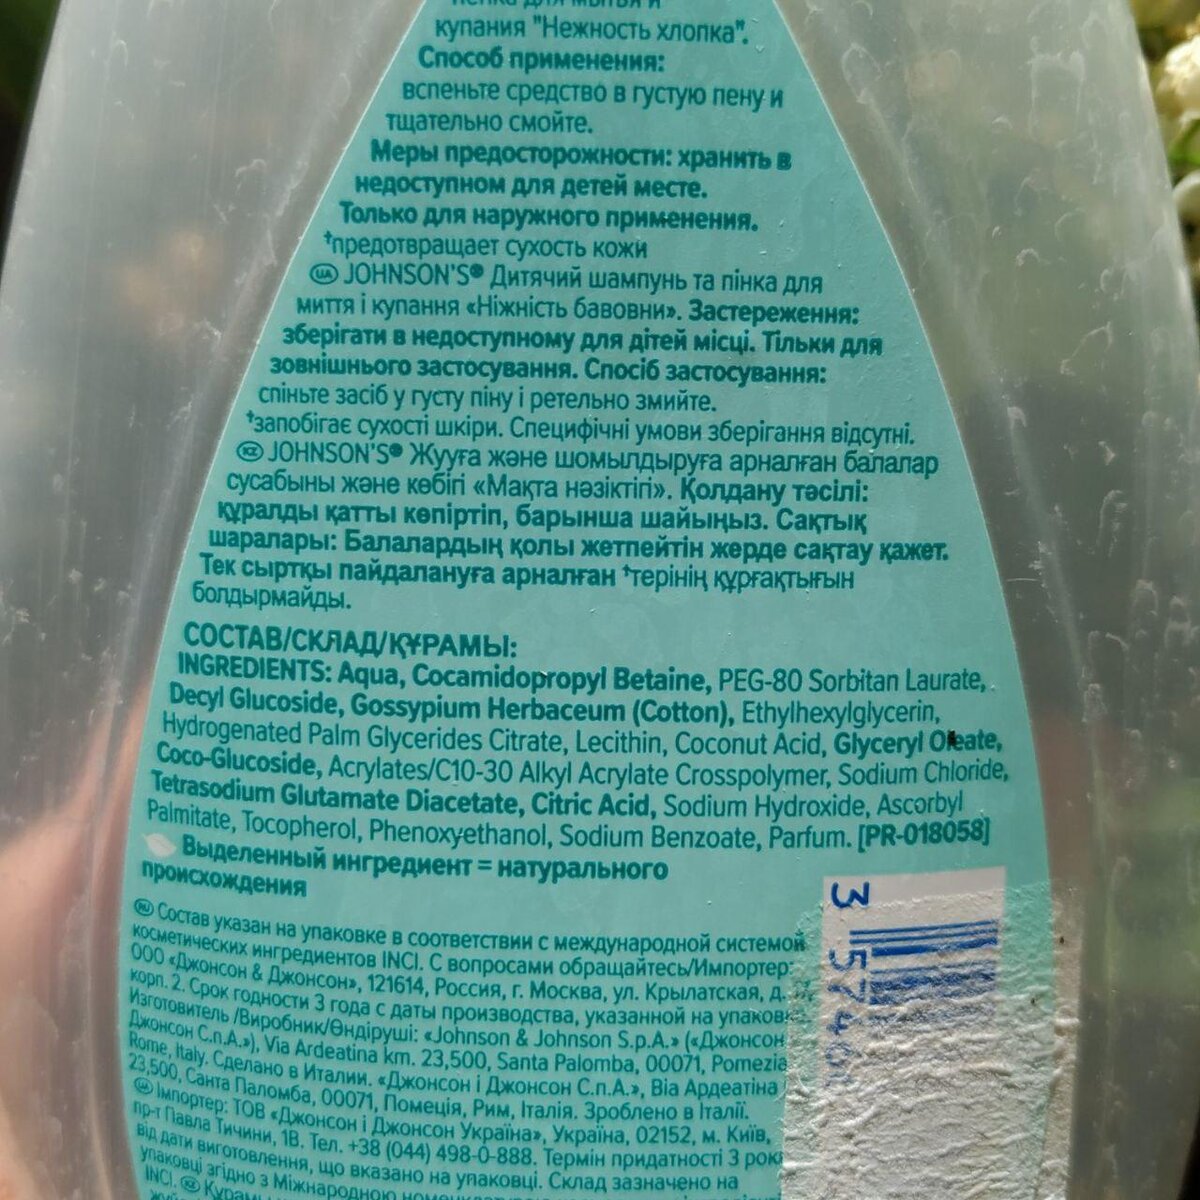 пенка для мытья и
купания "Нежность хлопка".
Способ применения:
вспеньте средство в густую пену и
тщательно смойте.
Меры предосторожности: хранить в
недоступном для детей месте.
Только для наружного применения.
†предотвращает сухость кожи
UA JOHNSON'S® Дитячий шампунь та пінка для
миття і купання «Ніжність бавовни». Застереження:
зберігати в недоступному для дітей місці. Тільки для
зовнішнього застосування. Спосіб застосування:
спіньте засіб у густу піну і ретельно змийте.
†запобігає сухості шкіри. Специфічні умови зберігання відсутні.
KZ JOHNSON'S® Жууға және шомылдыруға арналған балалар
сусабыны және көбігі «Мақта нәзіктігі». Қолдану тәсілі:
құралды қатты көпіртіп, барынша шайыңыз. Сақтық
шаралары: Балалардың қолы жетпейтін жерде сақтау қажет.
Тек сыртқы пайдалануға арналған †терінің құрғақтығын
болдырмайды.
СОСТАВ/СКЛАД/ҚҰРАМЫ:
INGREDIENTS: Aqua, Cocamidopropyl Betaine, PEG-80 Sorbitan Laurate,
Decyl Glucoside, Gossypium Herbaceum (Cotton), Ethylhexylglycerin,
Hydrogenated Palm Glycerides Citrate, Lecithin, Coconut Acid, Glyceryl Oleate,
Coco-Glucoside, Acrylates/C10-30 Alkyl Acrylate Crosspolymer, Sodium Chloride,
Tetrasodium Glutamate Diacetate, Citric Acid, Sodium Hydroxide, Ascorbyl
Palmitate, Tocopherol, Phenoxyethanol, Sodium Benzoate, Parfum. [PR-018058]
Выделенный ингредиент = натурального
происхождения
RU Состав указан на упаковке в соответствии с международной системой
косметических ингредиентов INCI. С вопросами обращайтесь/Импортер:
ООО «Джонсон & Джонсон», 121614, Россия, г. Москва, ул. Крылатская, д.
корп. 2. Срок годности 3 года с даты производства, указанной на
Изготовитель /Виробник/Өндіруші: «Johnson & Johnson S.p.A.» («Джонсон
Джонсон С.п.А.»), Via Ardeatina km. 23,500, Santa Palomba, 00071, Pomezia
Rome, Italy. Сделано в Италии. «Джонсон і Джонсон С.п.А.», Віа Ардеатіна
23,500, Санта Паломба, 00071, Помеція, Рим, Італія. Зроблено в Італії.
UA Імпортер: ТОВ «Джонсон і Джонсон Україна», Україна, 02152, м. Київ,
пр-т Павла Тичини, 1В. Тел. +38 (044) 498-0-888. Термін придатності 3 роки
від дати виготовлення, що вказано на упаковці. Склад зазначено на
упаковці згідно з Міжнародною
INCI. KZ Құрамы
3 5746